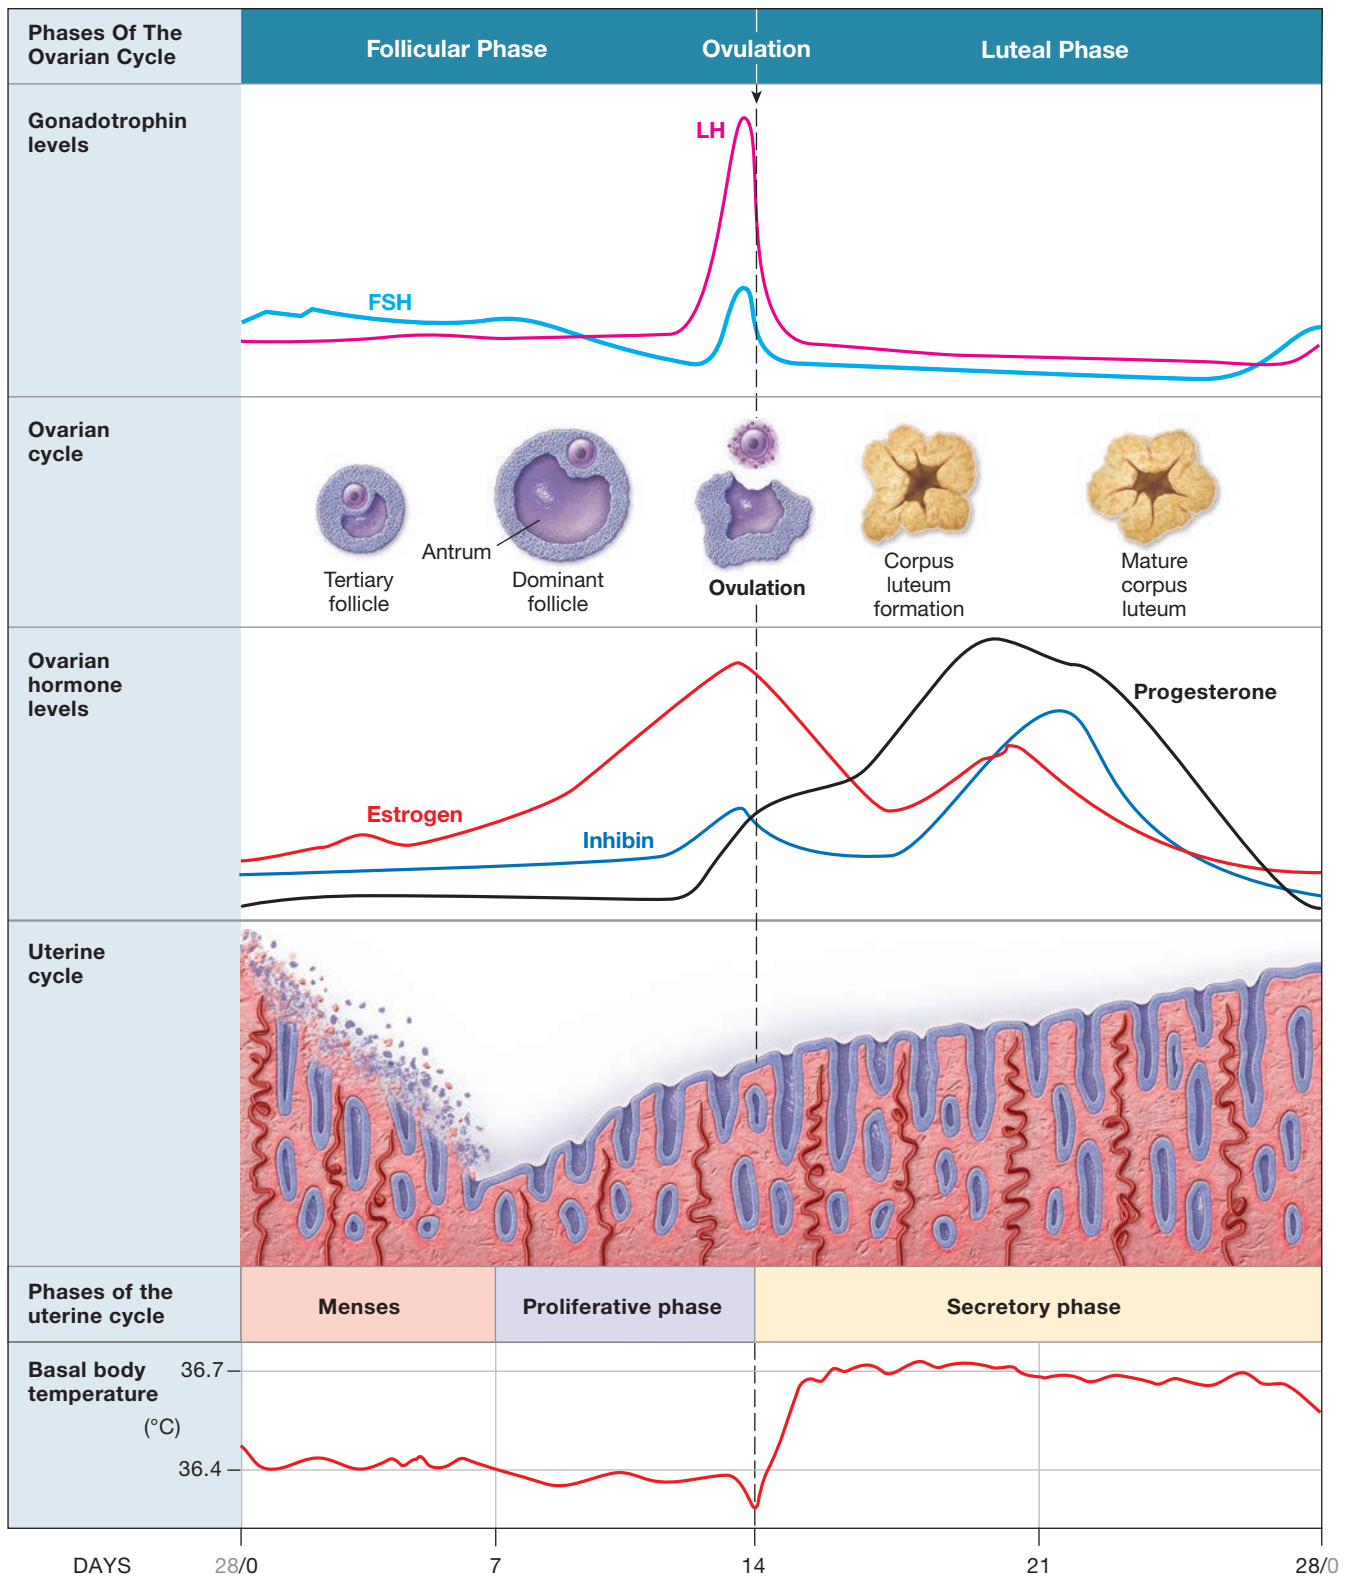 Phases Of The
Ovarian Cycle
Follicular Phase
Ovulation
Luteal Phase
Gonadotrophin
levels
LH
FSH
Ovarian
cycle
Antrum
Tertiary
follicle
Dominant
follicle
Ovulation
Corpus
luteum
formation
Mature
corpus
luteum
Ovarian
hormone
levels
Progesterone
Estrogen
Inhibin
Uterine
cycle
Phases of the
uterine cycle
Menses
Proliferative phase
Secretory phase
Basal body
temperature
(°C)
36.7
36.4
DAYS
28/0
7
14
21
28/0